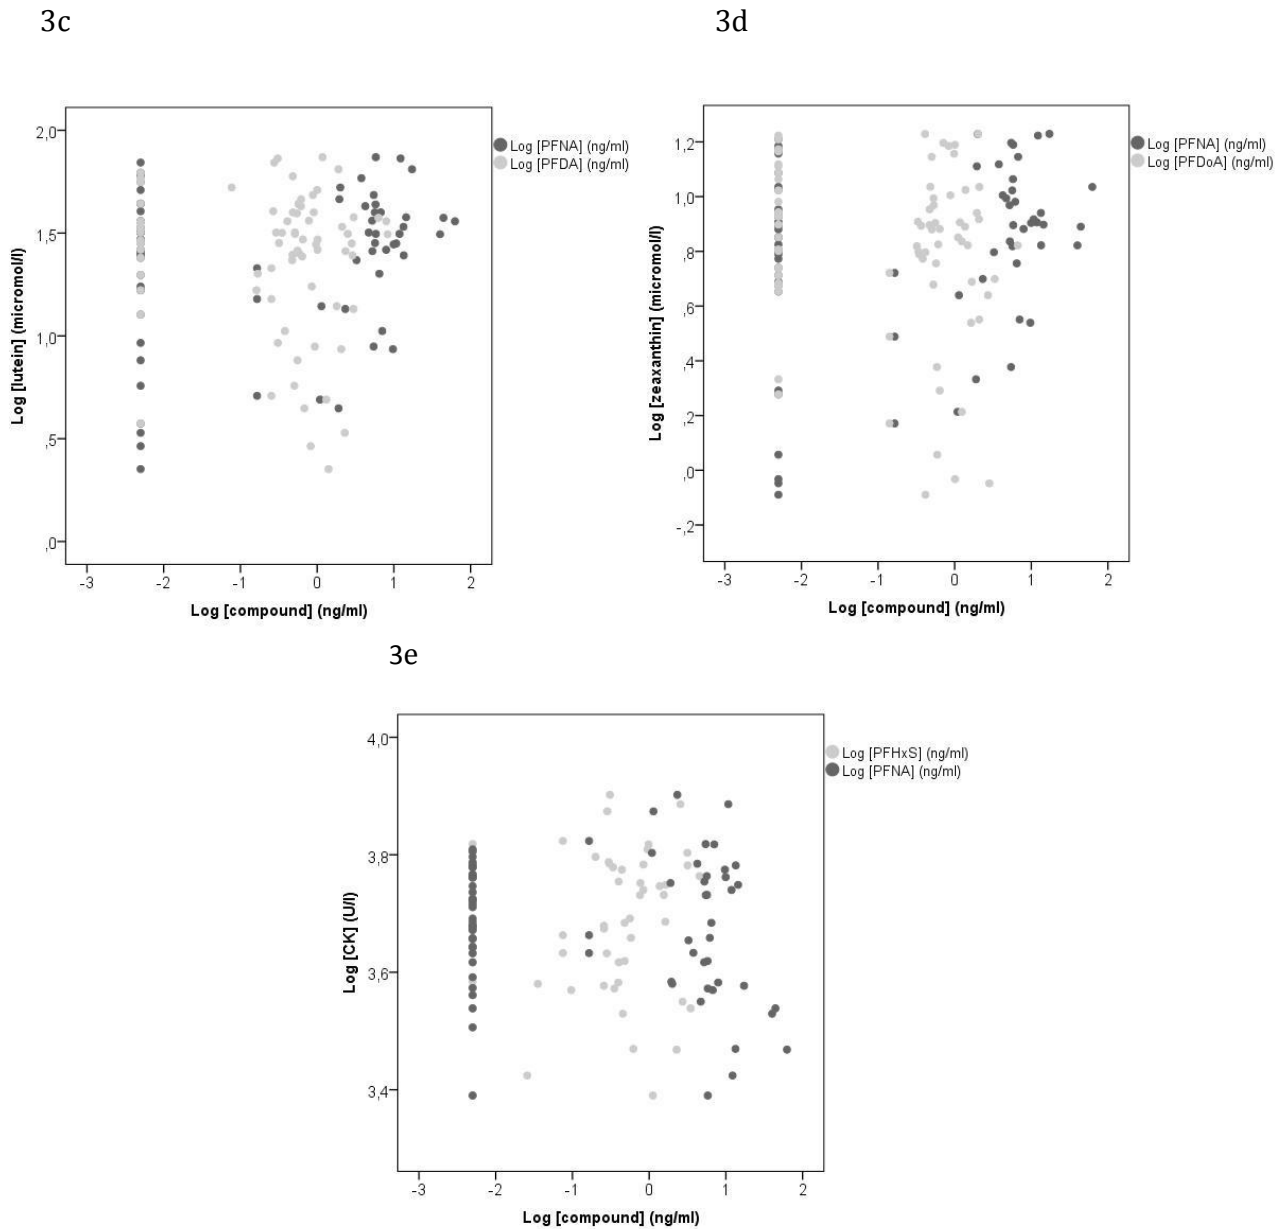 3c
3d
2,0
1,5
1,0
,5
,0
-3 -2 -1 0 1 2
Log [lutein] (micromol/l)
Log [compound] (ng/ml)
Log [PFNA] (ng/ml)
Log [PFDA] (ng/ml)
1,2
1,0
,8
,6
,4
,2
,0
-,2
-3 -2 -1 0 1 2
Log [zeaxanthin] (micromol/l)
Log [compound] (ng/ml)
Log [PFNA] (ng/ml)
Log [PFDoA] (ng/ml)
3e
4,0
3,8
3,6
3,4
-3 -2 -1 0 1 2
Log [CK] (U/l)
Log [compound] (ng/ml)
Log [PFHxS] (ng/ml)
Log [PFNA] (ng/ml)